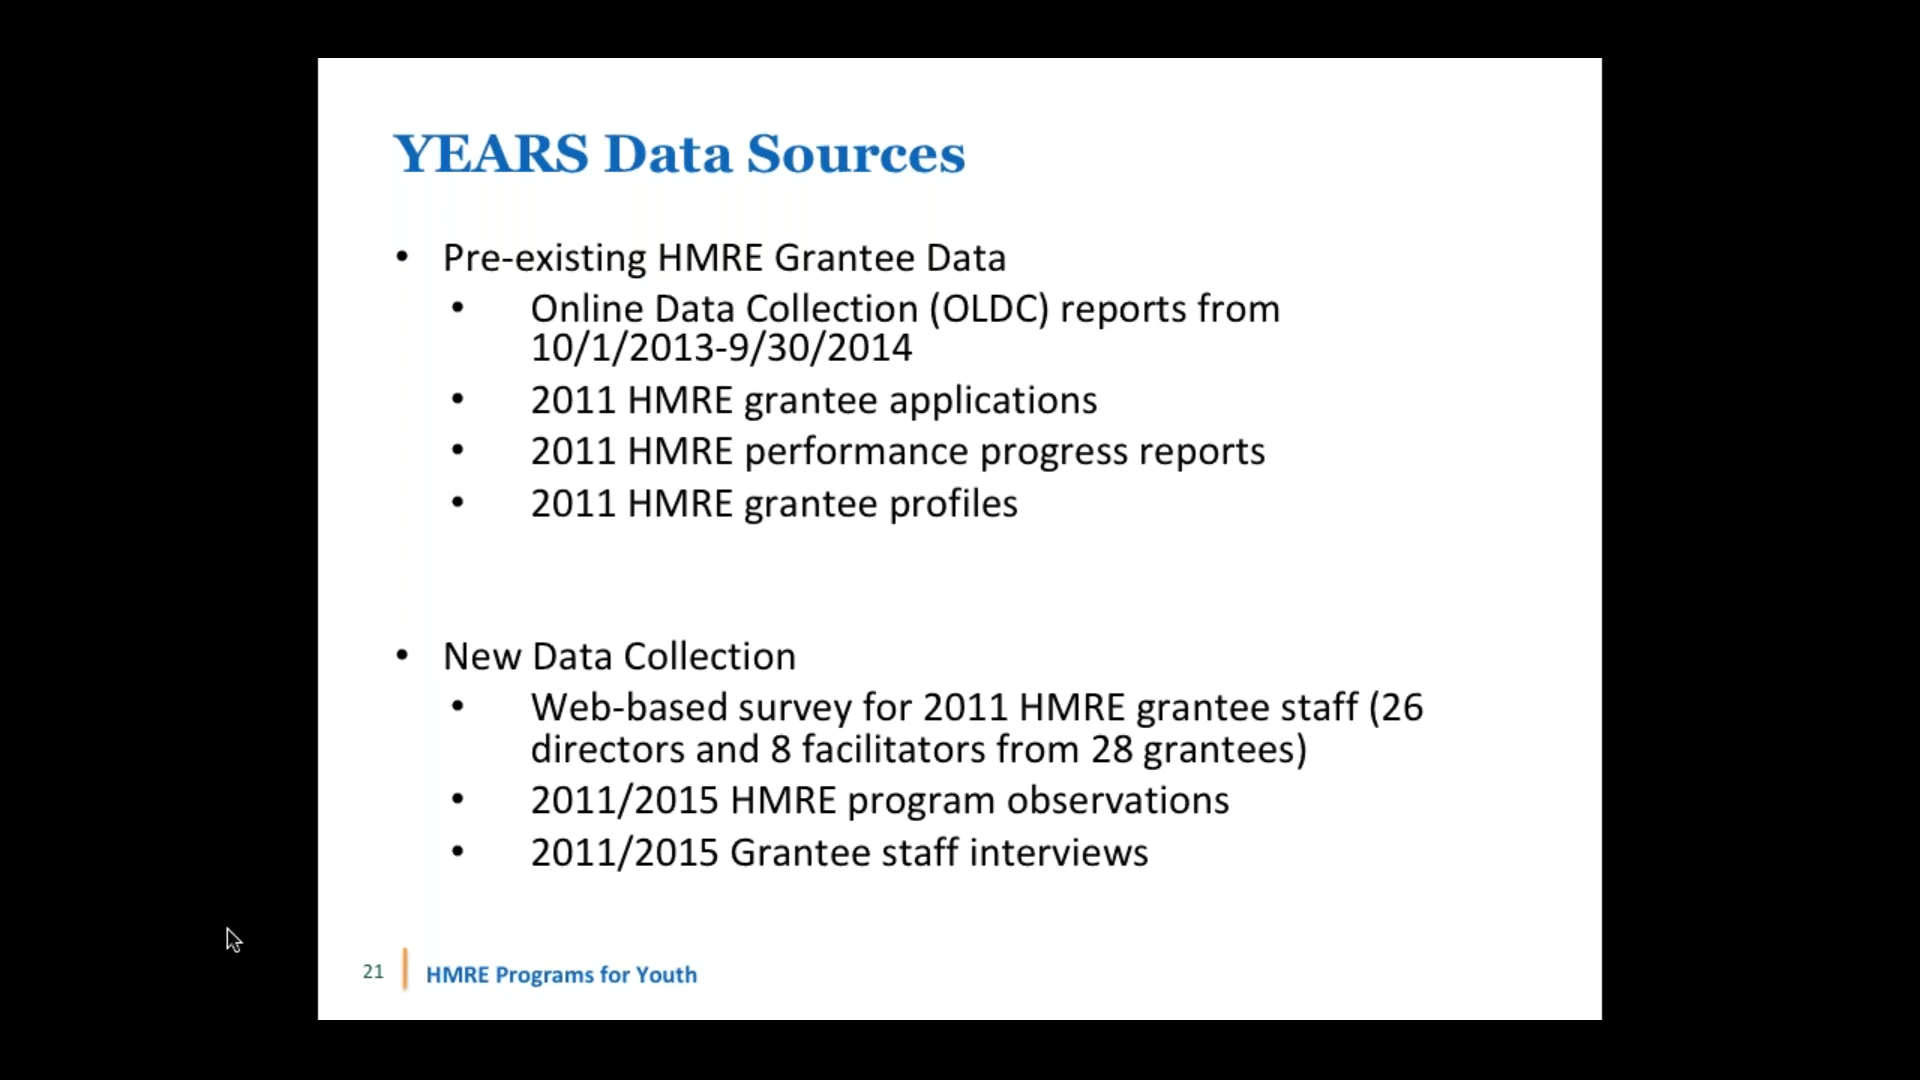 YEARS Data Sources
• Pre-existing HMRE Grantee Data
• Online Data Collection (OLDC) reports from
10/1/2013-9/30/2014
• 2011 HMRE grantee applications
• 2011 HMRE performance progress reports
• 2011 HMRE grantee profiles
• New Data Collection
• Web-based survey for 2011 HMRE grantee staff (26
directors and 8 facilitators from 28 grantees)
• 2011/2015 HMRE program observations
• 2011/2015 Grantee staff interviews
21 HMRE Programs for Youth